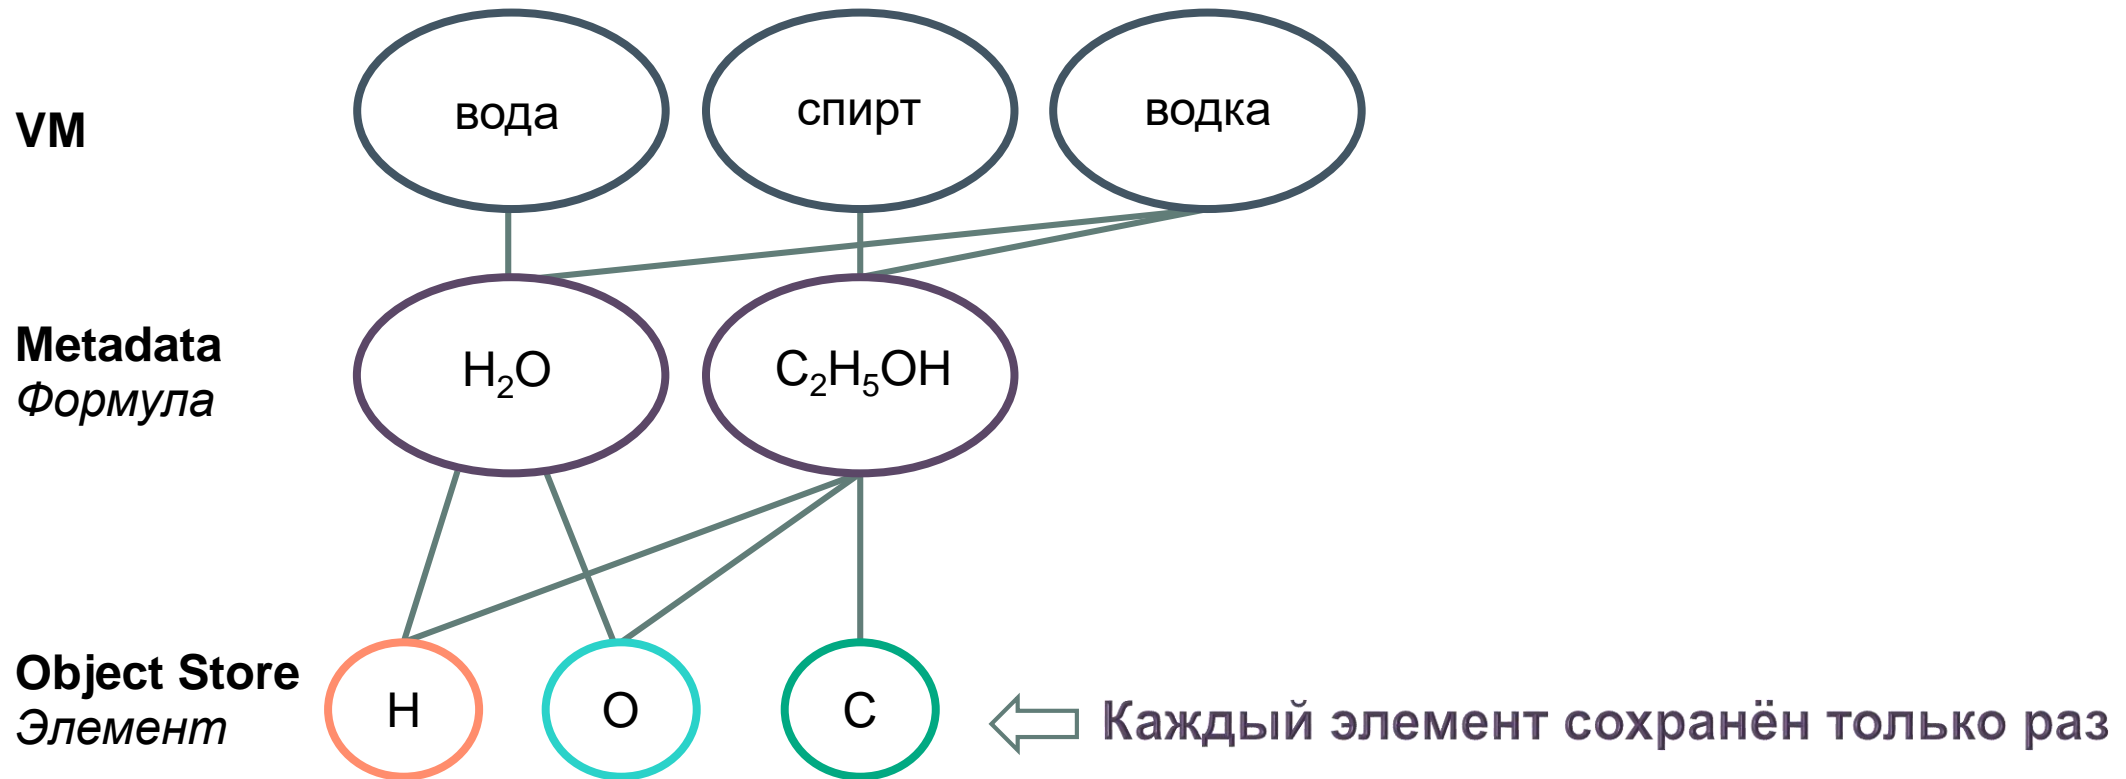 VM
вода
спирт
водка
Metadata
Формула
H₂O
C₂H₅OH
Object Store
Элемент
H
O
C
Каждый элемент сохранён только раз